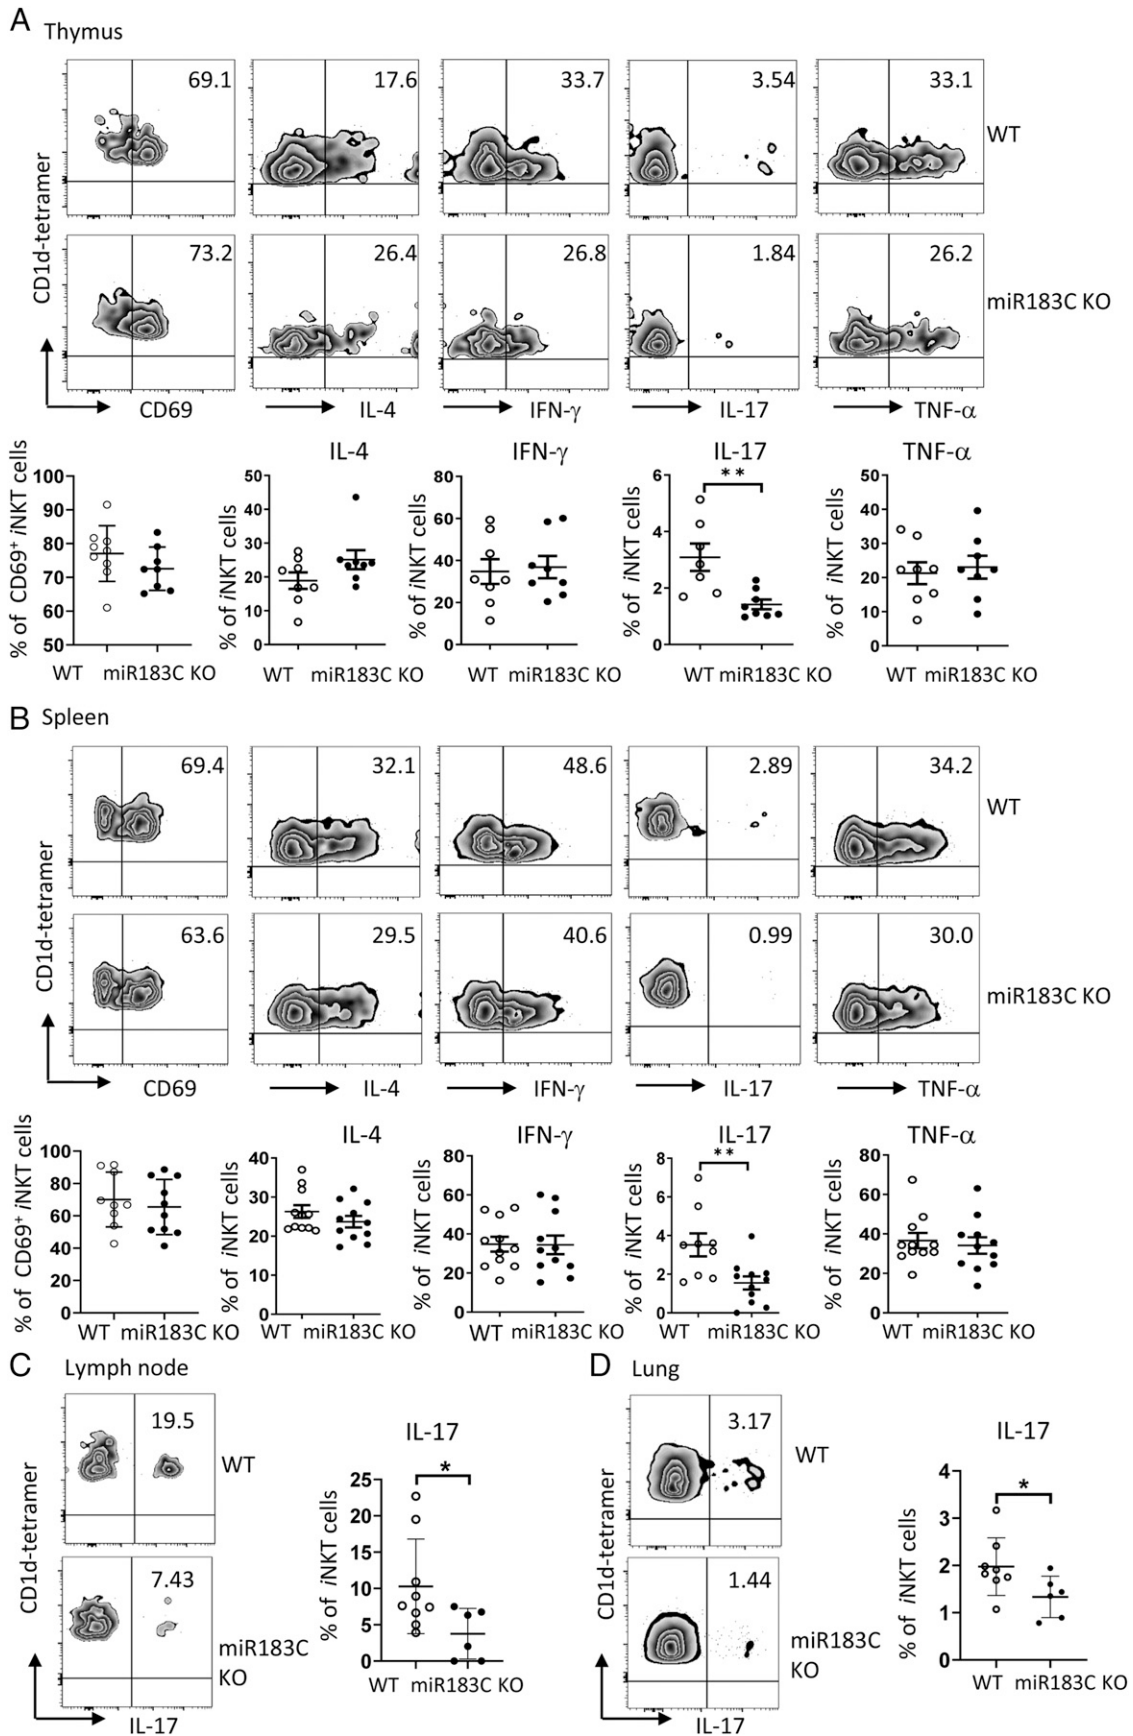 A Thymus
69.1 17.6 33.7 3.54 33.1
WT
CD1d-tetramer
73.2 26.4 26.8 1.84 26.2
miR183C KO
CD69 IL-4 IFN-γ IL-17 TNF-α
IL-4 IFN-γ IL-17 TNF-α
% of CD69⁺ iNKT cells
100
90
80
70
60
50
WT miR183C KO
% of iNKT cells
50
40
30
20
10
0
WT miR183C KO
% of iNKT cells
80
60
40
20
0
WT miR183C KO
% of iNKT cells
6
4
2
0
**
WT miR183C KO
% of iNKT cells
50
40
30
20
10
0
WT miR183C KO
B Spleen
69.4 32.1 48.6 2.89 34.2
WT
CD1d-tetramer
63.6 29.5 40.6 0.99 30.0
miR183C KO
CD69 IL-4 IFN-γ IL-17 TNF-α
IL-4 IFN-γ IL-17 TNF-α
% of CD69⁺ iNKT cells
100
80
60
40
20
0
WT miR183C KO
% of iNKT cells
40
30
20
10
0
WT miR183C KO
% of iNKT cells
80
60
40
20
0
WT miR183C KO
% of iNKT cells
8
6
4
2
0
**
WT miR183C KO
% of iNKT cells
80
60
40
20
0
WT miR183C KO
C Lymph node
19.5
WT
CD1d-tetramer
7.43
miR183C
KO
IL-17
IL-17
*
% of iNKT cells
25
20
15
10
5
0
WT miR183C KO
D Lung
3.17
WT
CD1d-tetramer
1.44
miR183C
KO
IL-17
IL-17
*
% of iNKT cells
4
3
2
1
0
WT miR183C KO